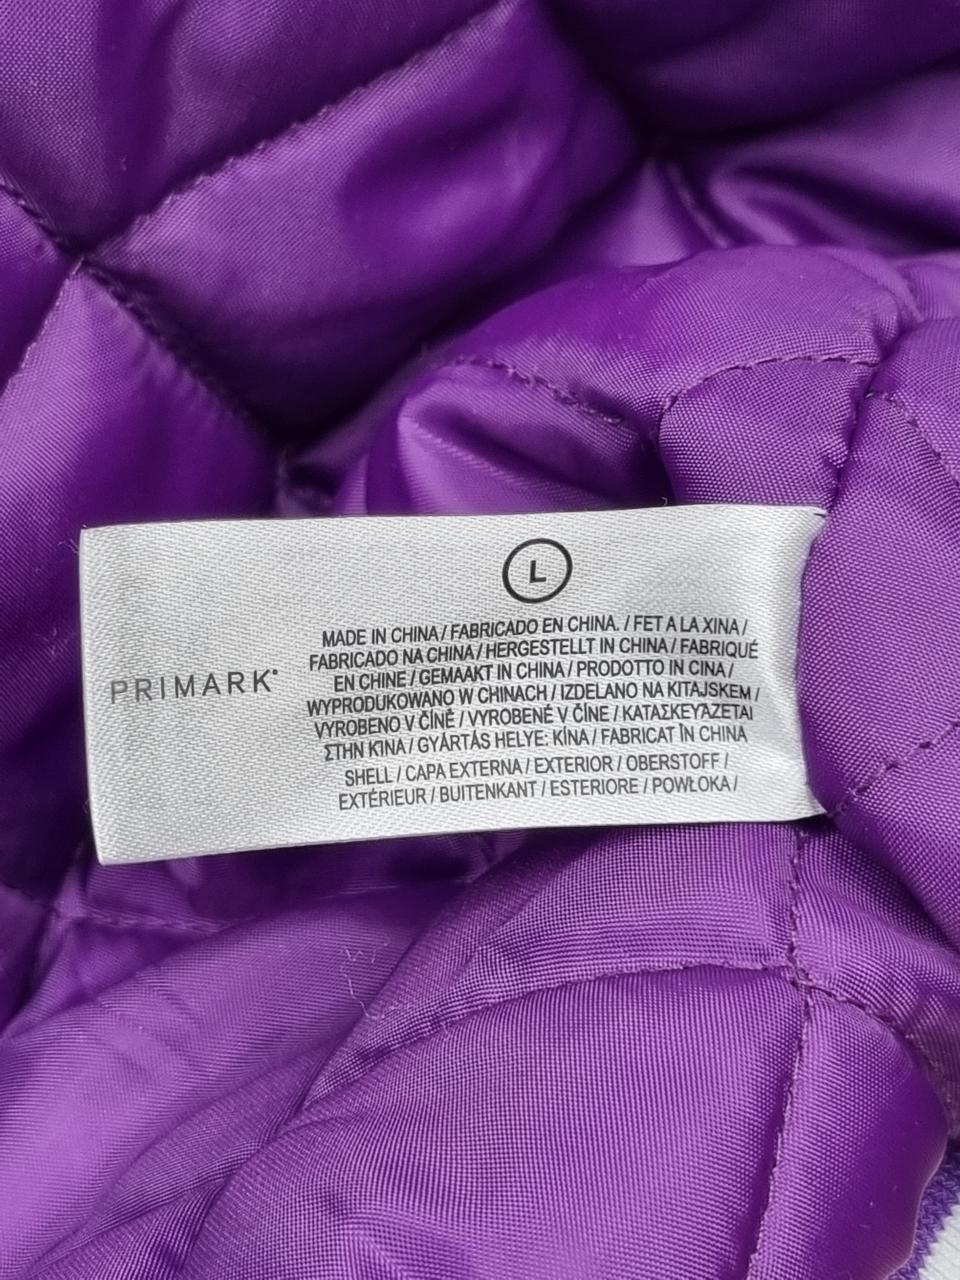 L
PRIMARK
MADE IN CHINA / FABRICADO EN CHINA. / FET A LA XINA /
FABRICADO NA CHINA / HERGESTELLT IN CHINA / FABRIQUÉ
EN CHINE / GEMAAKT IN CHINA / PRODOTTO IN CINA /
WYPRODUKOWANO W CHINACH / IZDELANO NA KITAJSKEM /
VYROBENO V ČÍNĚ / VYROBENÉ V ČÍNE / ΚΑΤΑΣΚΕΥΆΖΕΤΑΙ
ΣΤΗΝ ΚΊΝΑ / GYÁRTÁS HELYE: KÍNA / FABRICAT ÎN CHINA
SHELL / CAPA EXTERNA / EXTERIOR / OBERSTOFF /
EXTÉRIEUR / BUITENKANT / ESTERIORE / POWŁOKA /